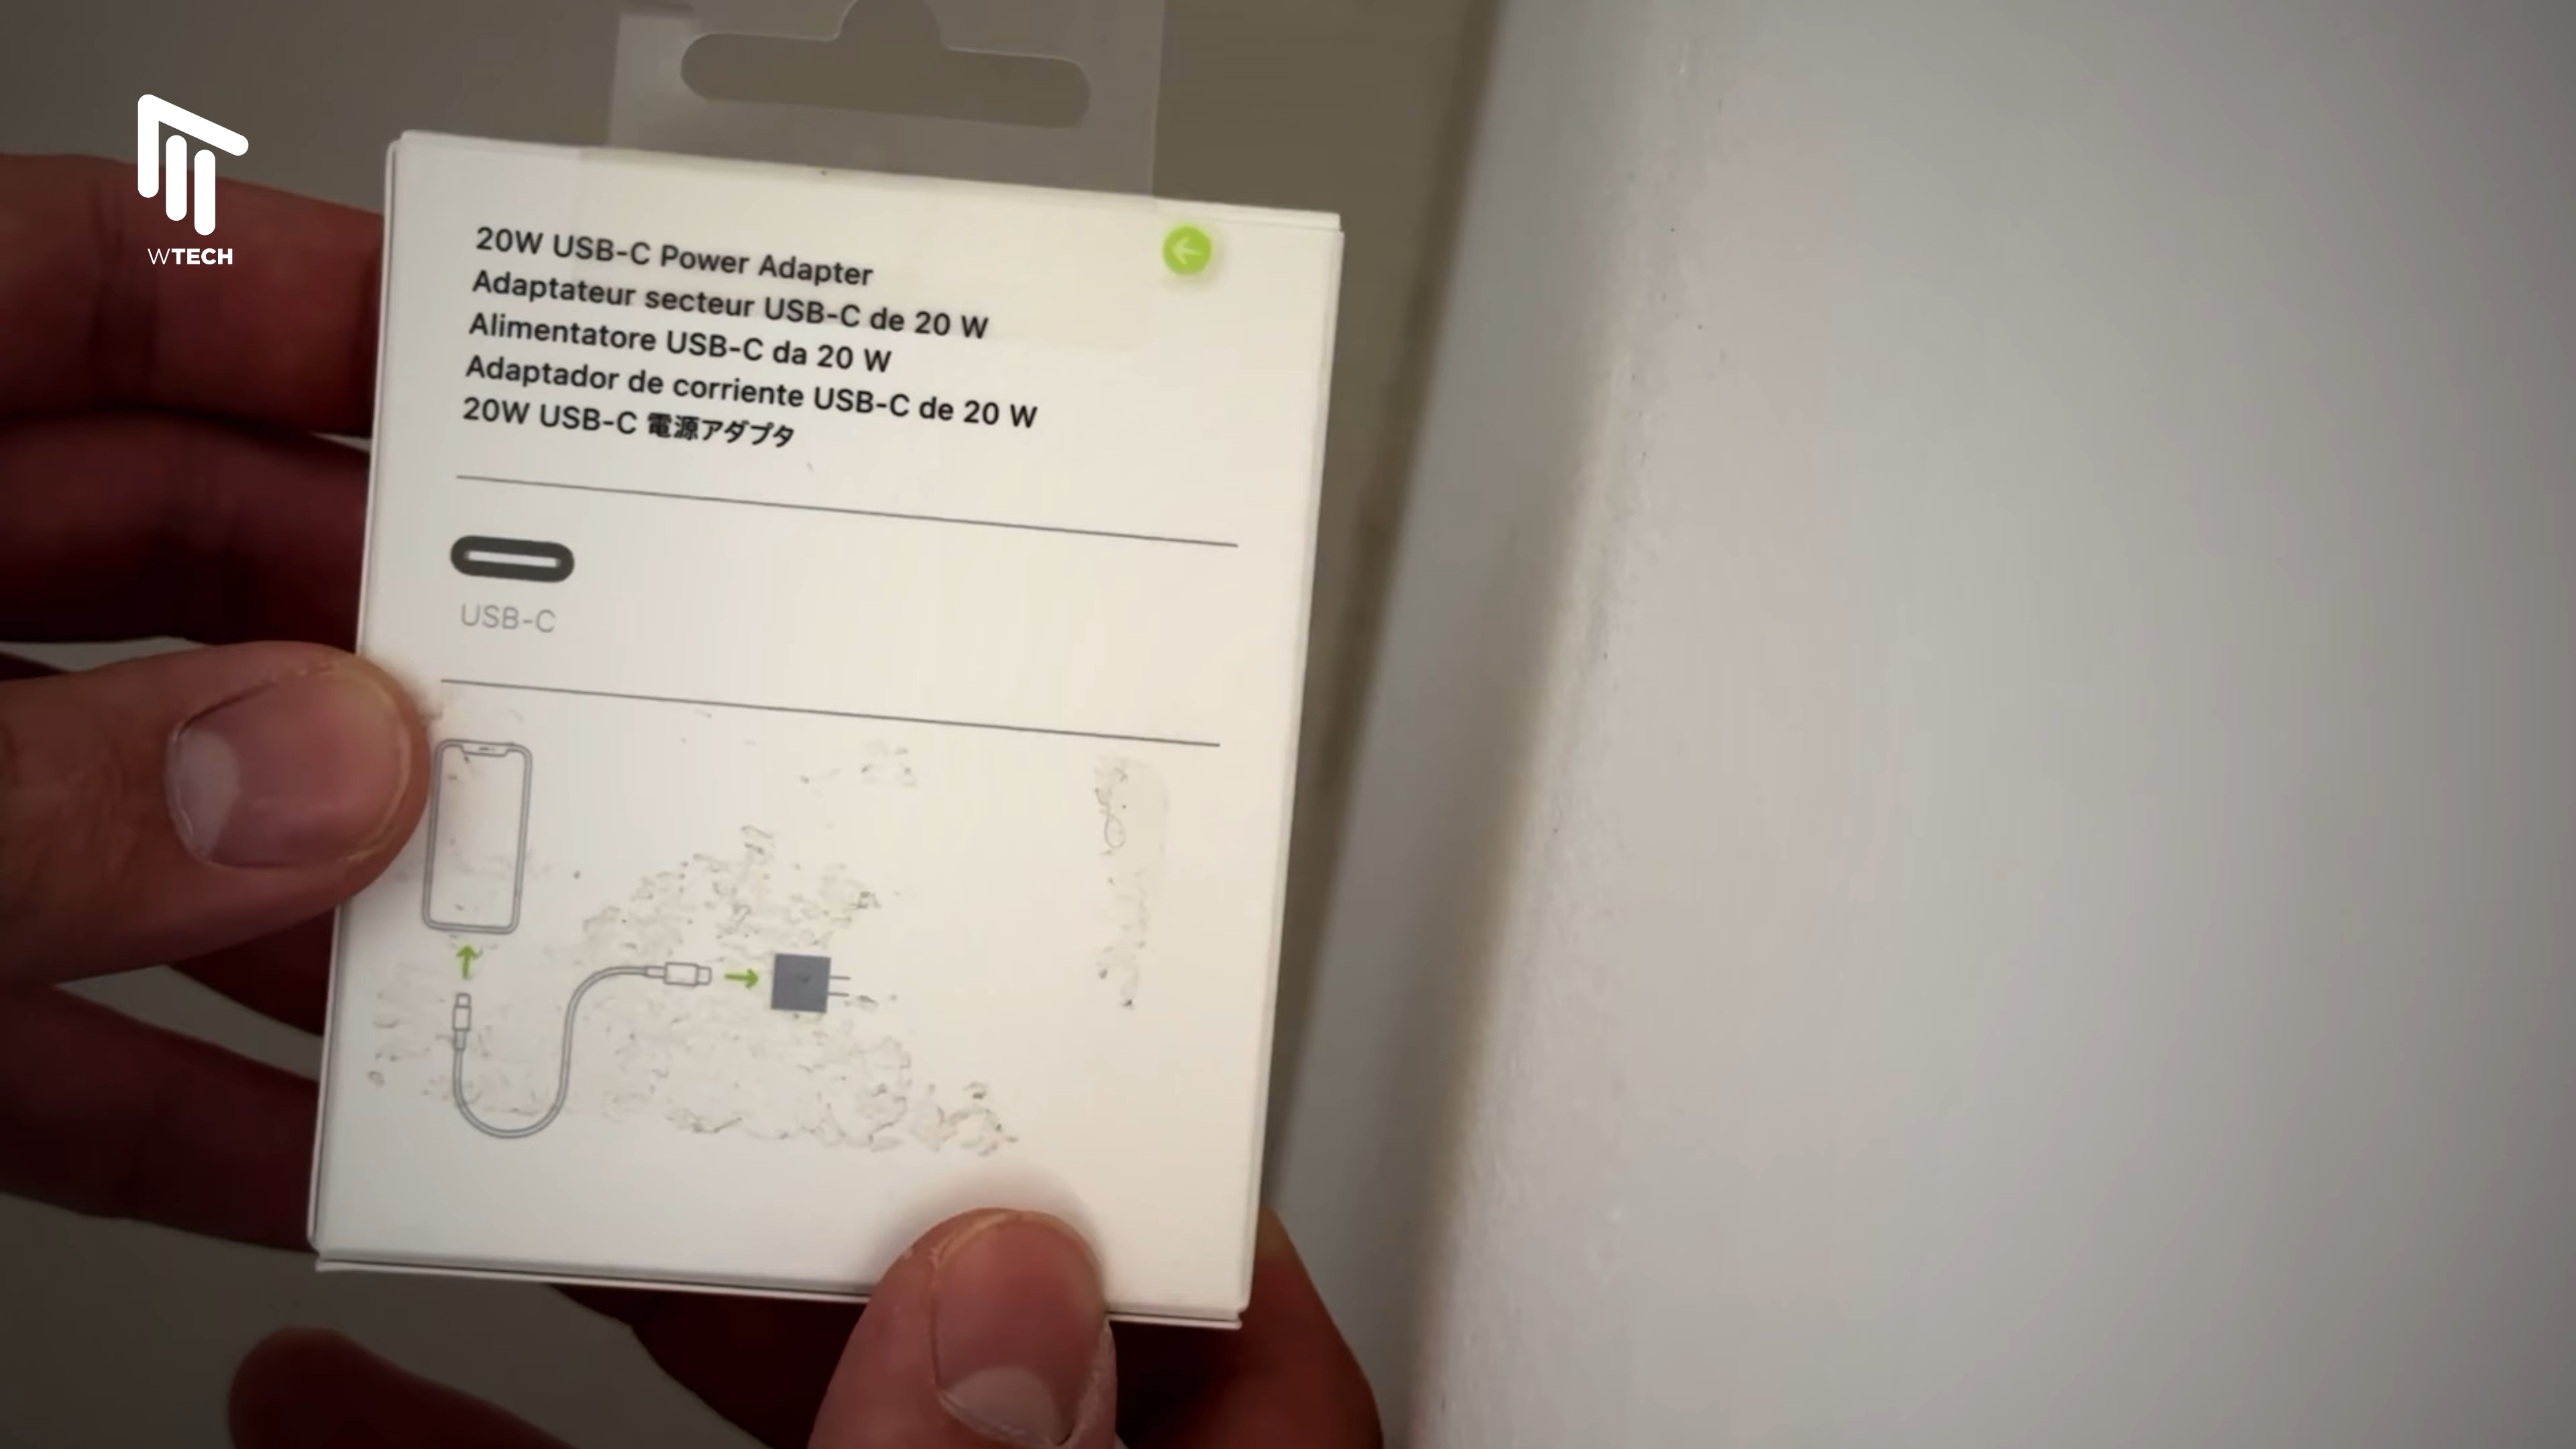 WTECH
20W USB-C Power Adapter
Adaptateur secteur USB-C de 20 W
Alimentatore USB-C da 20 W
Adaptador de corriente USB-C de 20 W
20W USB-C 電源アダプタ
USB-C